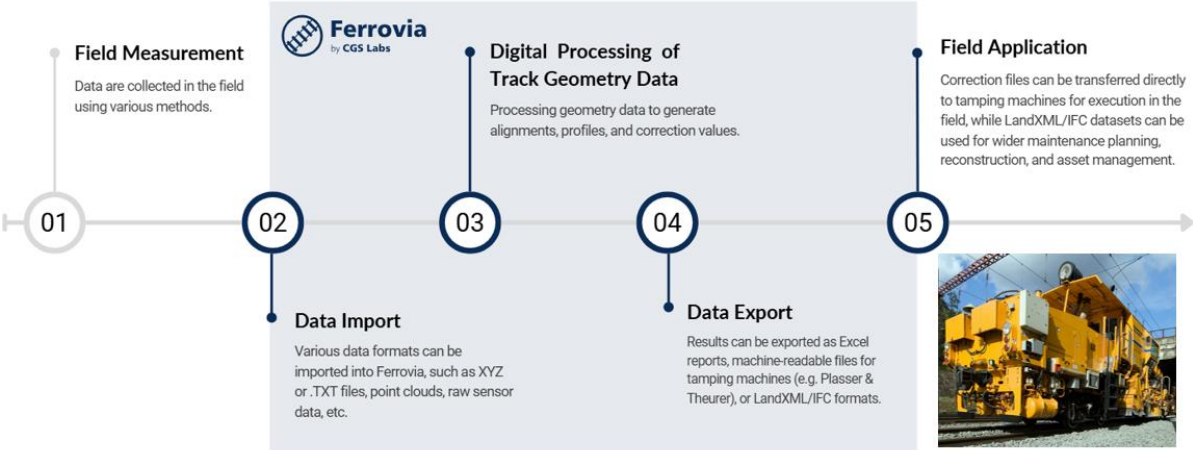 Field Measurement
Data are collected in the field
using various methods.
Ferrovia
by CGS Labs
Digital Processing of
Track Geometry Data
Processing geometry data to generate
alignments, profiles, and correction values.
Field Application
Correction files can be transferred directly
to tamping machines for execution in the
field, while LandXML/IFC datasets can be
used for wider maintenance planning,
reconstruction, and asset management.
01
02
03
04
05
Data Import
Various data formats can be
imported into Ferrovia, such as XYZ
or .TXT files, point clouds, raw sensor
data, etc.
Data Export
Results can be exported as Excel
reports, machine-readable files for
tamping machines (e.g. Plasser &
Theurer), or LandXML/IFC formats.